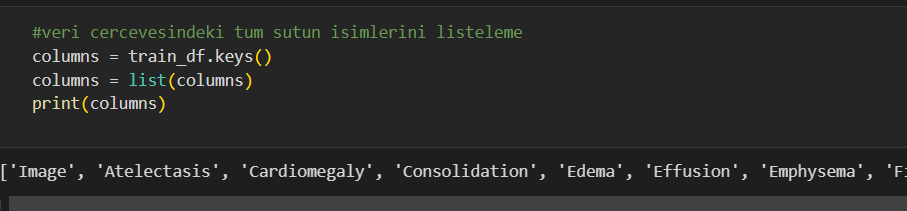 #veri cercevesindeki tum sutun isimlerini listeleme
columns = train_df.keys()
columns = list(columns)
print(columns)
['Image', 'Atelectasis', 'Cardiomegaly', 'Consolidation', 'Edema', 'Effusion', 'Emphysema',